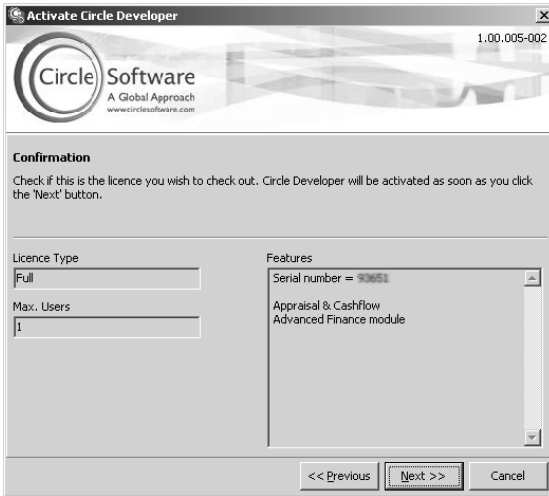 Activate Circle Developer
1.00.005-002
Circle Software
A Global Approach
www.circlesoftware.com
Confirmation
Check if this is the licence you wish to check out. Circle Developer will be activated as soon as you click
the 'Next' button.
Licence Type
Full
Max. Users
1
Features
Serial number =
Appraisal & Cashflow
Advanced Finance module
<< Previous
Next >>
Cancel